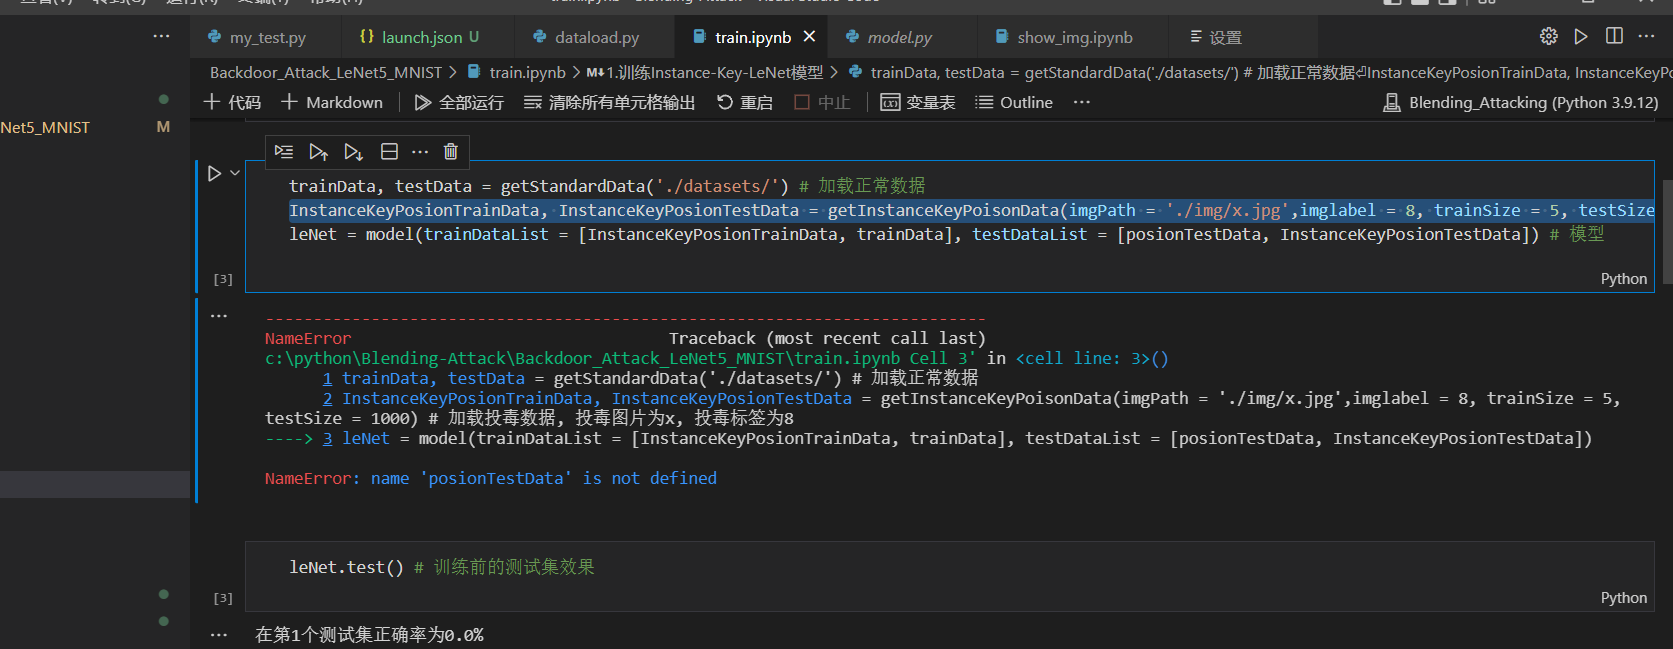 my_test.py
{} launch.json U
dataload.py
train.ipynb
model.py
show_img.ipynb
设置
Backdoor_Attack_LeNet5_MNIST > train.ipynb > M↓1.训练Instance-Key-LeNet模型 > trainData, testData = getStandardData('./datasets/') # 加载正常数据⏎InstanceKeyPosionTrainData, InstanceKeyPo
代码
Markdown
全部运行
清除所有单元格输出
重启
中止
变量表
Outline
Blending_Attacking (Python 3.9.12)
Net5_MNIST M
trainData, testData = getStandardData('./datasets/') # 加载正常数据
InstanceKeyPosionTrainData, InstanceKeyPosionTestData = getInstanceKeyPoisonData(imgPath = './img/x.jpg',imglabel = 8, trainSize = 5, testSize
leNet = model(trainDataList = [InstanceKeyPosionTrainData, trainData], testDataList = [posionTestData, InstanceKeyPosionTestData]) # 模型
[3]
Python
---------------------------------------------------------------------------
NameError Traceback (most recent call last)
c:\python\Blending-Attack\Backdoor_Attack_LeNet5_MNIST\train.ipynb Cell 3' in <cell line: 3>()
1 trainData, testData = getStandardData('./datasets/') # 加载正常数据
2 InstanceKeyPosionTrainData, InstanceKeyPosionTestData = getInstanceKeyPoisonData(imgPath = './img/x.jpg',imglabel = 8, trainSize = 5,
testSize = 1000) # 加载投毒数据, 投毒图片为x, 投毒标签为8
----> 3 leNet = model(trainDataList = [InstanceKeyPosionTrainData, trainData], testDataList = [posionTestData, InstanceKeyPosionTestData])
NameError: name 'posionTestData' is not defined
leNet.test() # 训练前的测试集效果
[3]
Python
在第1个测试集正确率为0.0%